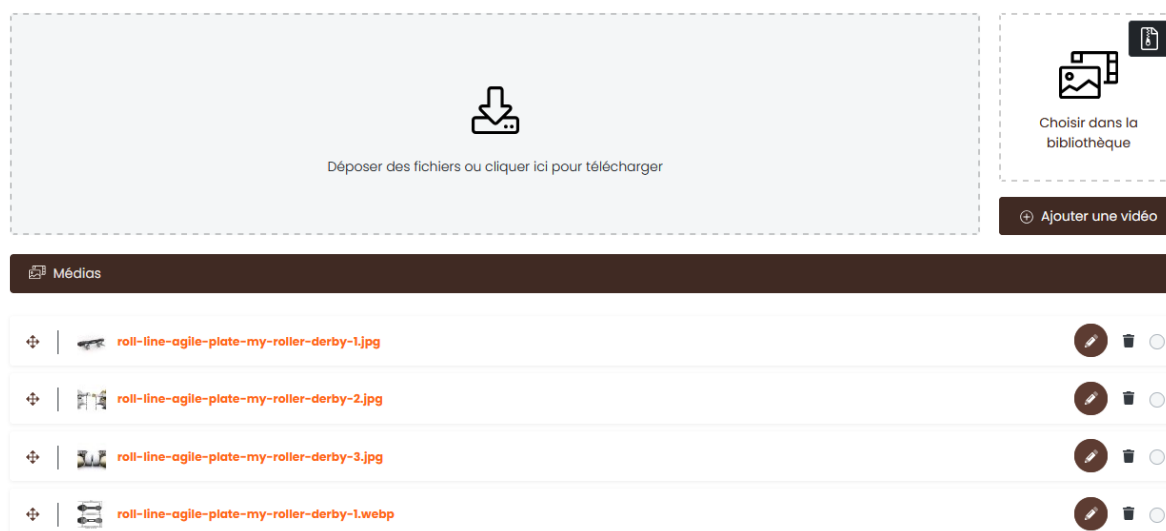 Déposer des fichiers ou cliquer ici pour télécharger
Choisir dans la
bibliothèque
Ajouter une vidéo
Médias
roll-line-agile-plate-my-roller-derby-1.jpg
roll-line-agile-plate-my-roller-derby-2.jpg
roll-line-agile-plate-my-roller-derby-3.jpg
roll-line-agile-plate-my-roller-derby-1.webp